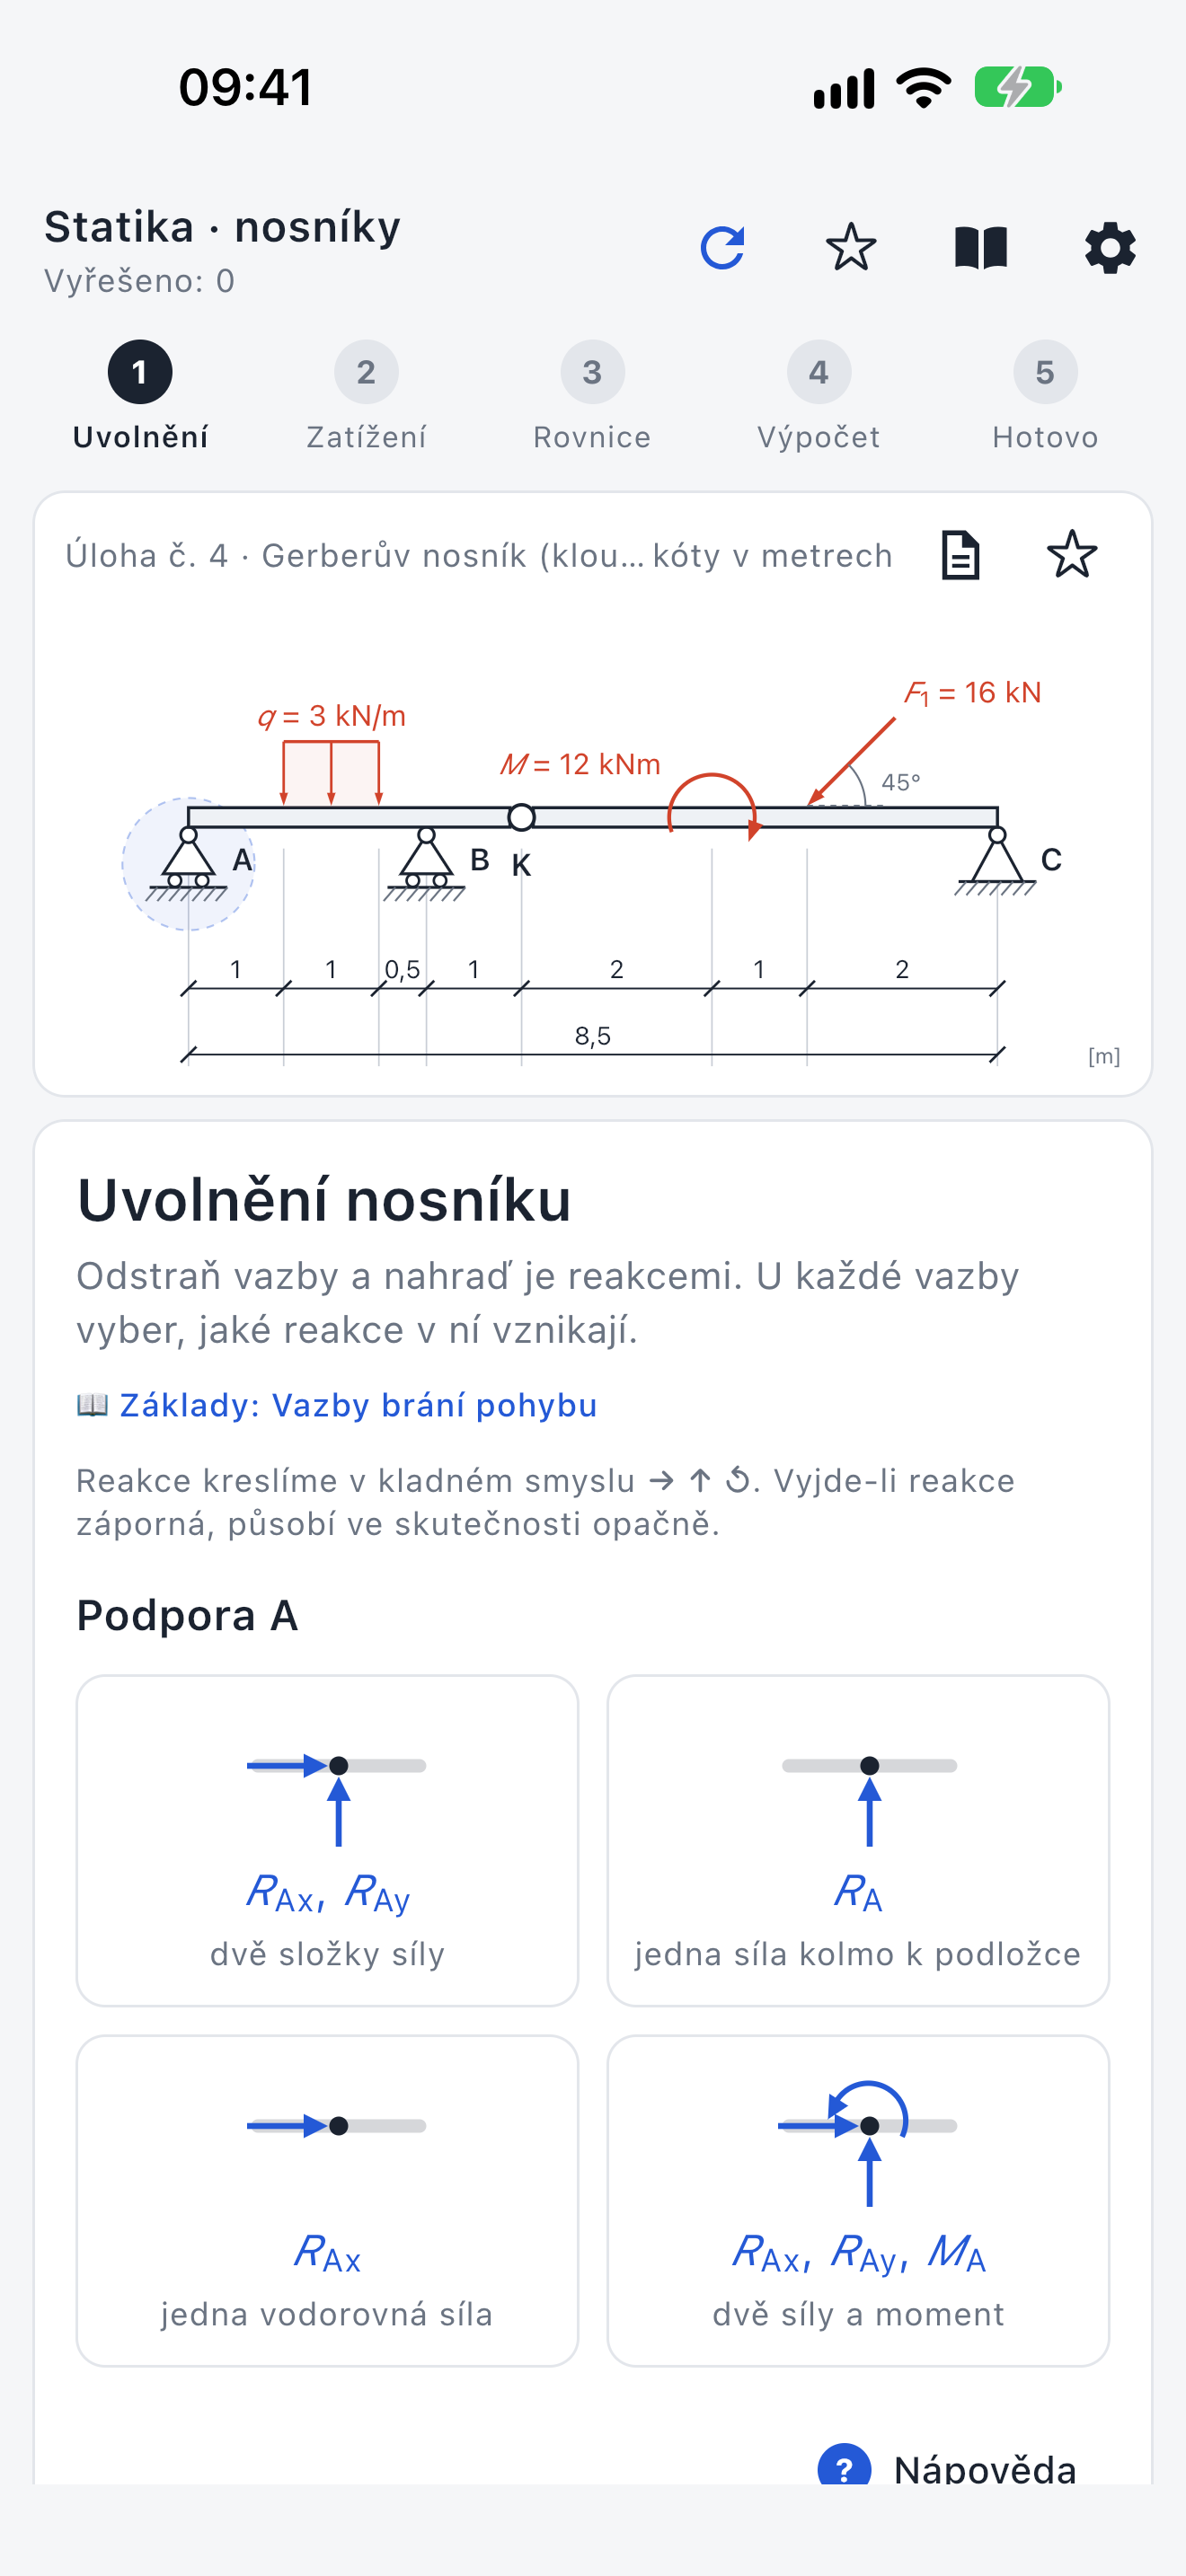 09:41
Statika · nosníky
Vyřešeno: 0
1 2 3 4 5
Uvolnění Zatížení Rovnice Výpočet Hotovo
Úloha č. 4 · Gerberův nosník (klou... kóty v metrech
F1 = 16 kN
q = 3 kN/m
M = 12 kNm
45°
A B K C
1 1 0,5 1 2 1 2
8,5
[m]
Uvolnění nosníku
Odstraň vazby a nahraď je reakcemi. U každé vazby
vyber, jaké reakce v ní vznikají.
📖 Základy: Vazby brání pohybu
Reakce kreslíme v kladném smyslu → ↑ ↺. Vyjde-li reakce
záporná, působí ve skutečnosti opačně.
Podpora A
RAx, RAy
dvě složky síly
RA
jedna síla kolmo k podložce
RAx
jedna vodorovná síla
RAx, RAy, MA
dvě síly a moment
? Nápověda